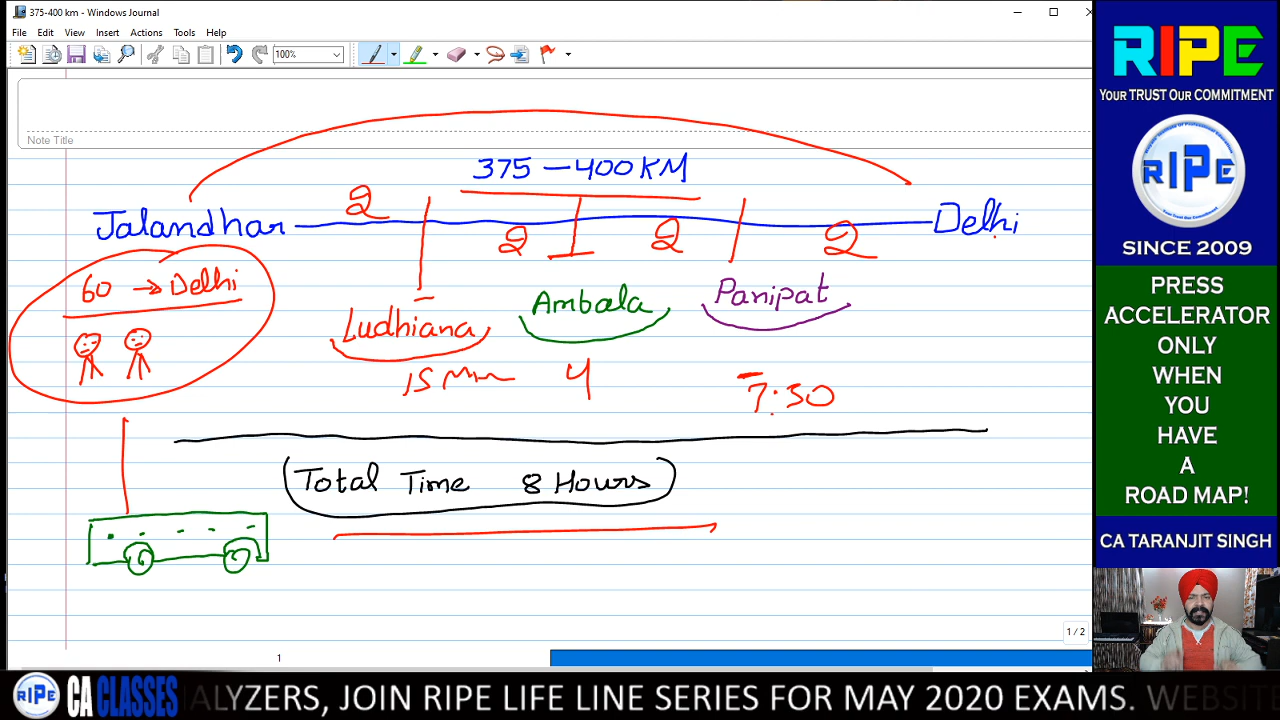 375-400 km - Windows Journal
File Edit View Insert Actions Tools Help
100%
Note Title
375 – 400 KM
Jalandhar
Delhi
2
2
2
2
60 → Delhi
Ludhiana
Ambala
Panipat
15 Min
4
7:30
Total Time 8 Hours
1 / 2
1
RIPE
YOUR TRUST OUR COMMITMENT
RIPE
SINCE 2009
PRESS
ACCELERATOR
ONLY
WHEN
YOU
HAVE
A
ROAD MAP!
CA TARANJIT SINGH
RIPE CA CLASSES ALYZERS, JOIN RIPE LIFE LINE SERIES FOR MAY 2020 EXAMS. WEBSITE